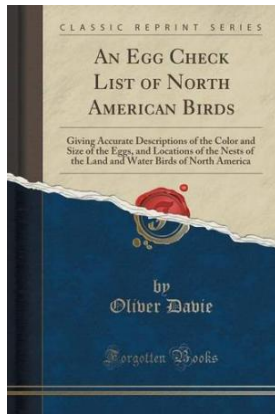 CLASSIC REPRINT SERIES
AN EGG CHECK
LIST OF NORTH
AMERICAN BIRDS
Giving Accurate Descriptions of the Color and
Size of the Eggs, and Locations of the Nests of
the Land and Water Birds of North America
by
Oliver Davie
Forgotten Books